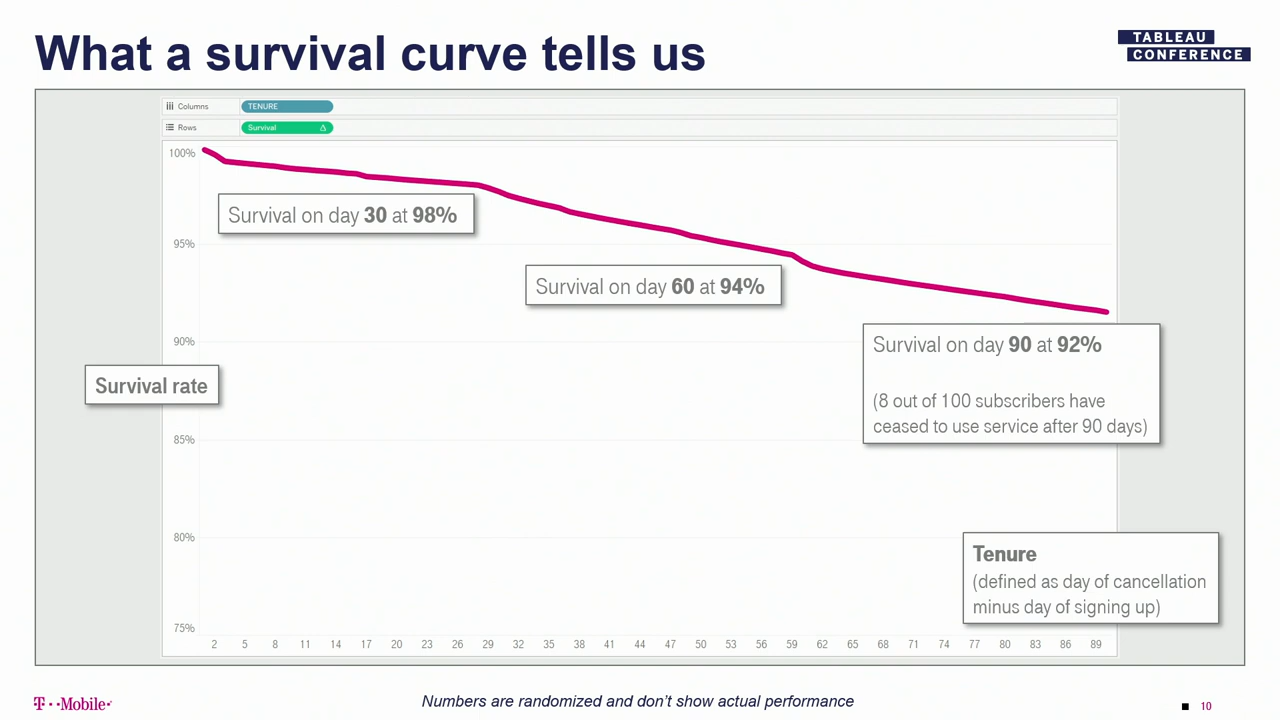 What a survival curve tells us
TABLEAU
CONFERENCE
Columns
TENURE
Rows
Survival
100%
95%
90%
85%
80%
75%
Survival on day 30 at 98%
Survival on day 60 at 94%
Survival on day 90 at 92%
(8 out of 100 subscribers have
ceased to use service after 90 days)
Survival rate
Tenure
(defined as day of cancellation
minus day of signing up)
2 5 8 11 14 17 20 23 26 29 32 35 38 41 44 47 50 53 56 59 62 65 68 71 74 77 80 83 86 89
T··Mobile·
Numbers are randomized and don't show actual performance
10